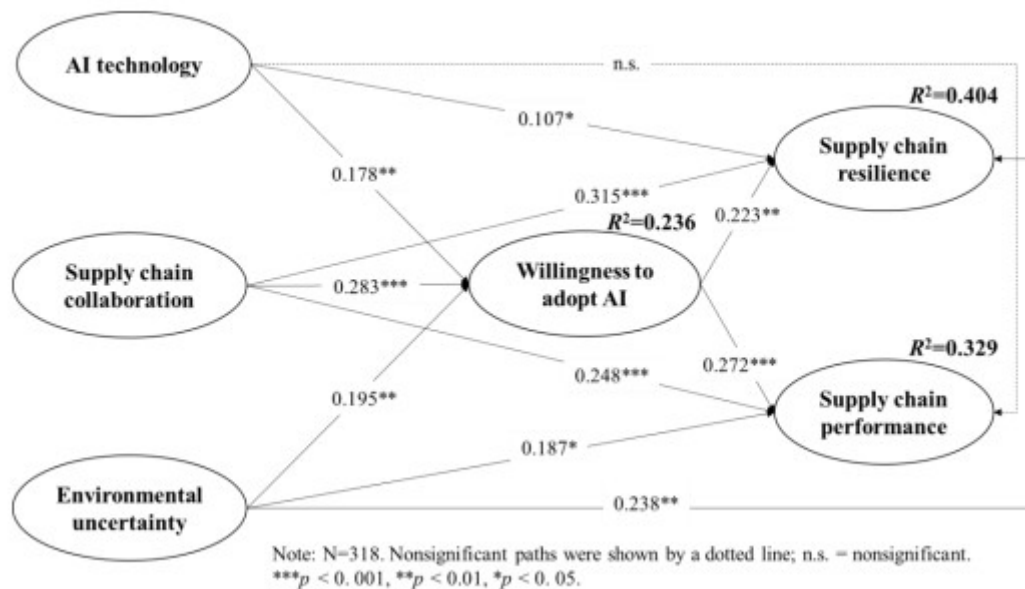 AI technology
n.s.
R²=0.404
0.107*
Supply chain
resilience
0.178**
0.315***
R²=0.236
0.223**
Supply chain
collaboration
0.283***
Willingness to
adopt AI
R²=0.329
0.272***
0.248***
0.195**
Supply chain
performance
0.187*
Environmental
uncertainty
0.238**
Note: N=318. Nonsignificant paths were shown by a dotted line; n.s. = nonsignificant.
***p < 0. 001, **p < 0.01, *p < 0. 05.